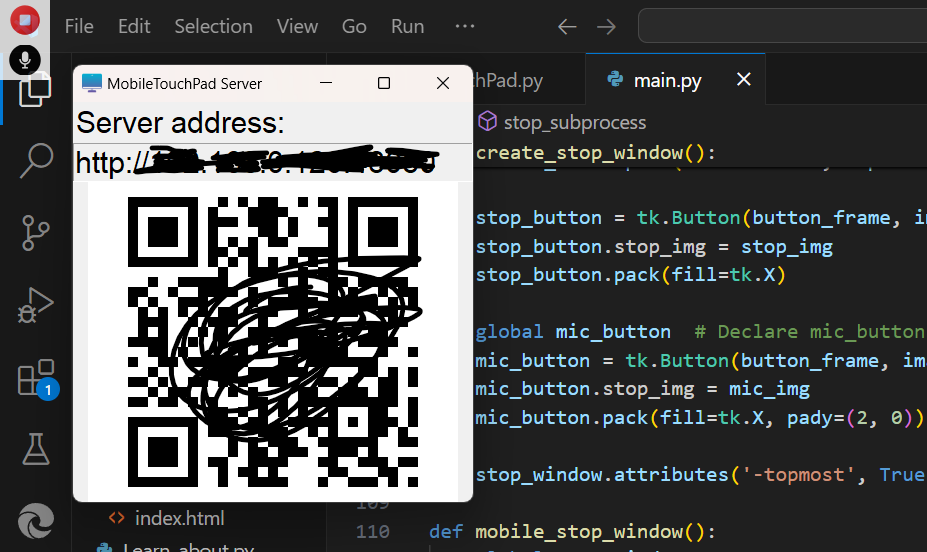 File Edit Selection View Go Run ...
MobileTouchPad Server
Server address:
http://
hPad.py
main.py
stop_subprocess
create_stop_window():
stop_button = tk.Button(button_frame, i
stop_button.stop_img = stop_img
stop_button.pack(fill=tk.X)
global mic_button # Declare mic_button
mic_button = tk.Button(button_frame, im
mic_button.stop_img = mic_img
mic_button.pack(fill=tk.X, pady=(2, 0))
stop_window.attributes('-topmost', True
109
110 def mobile_stop_window():
1
<> index.html
Learn about.py